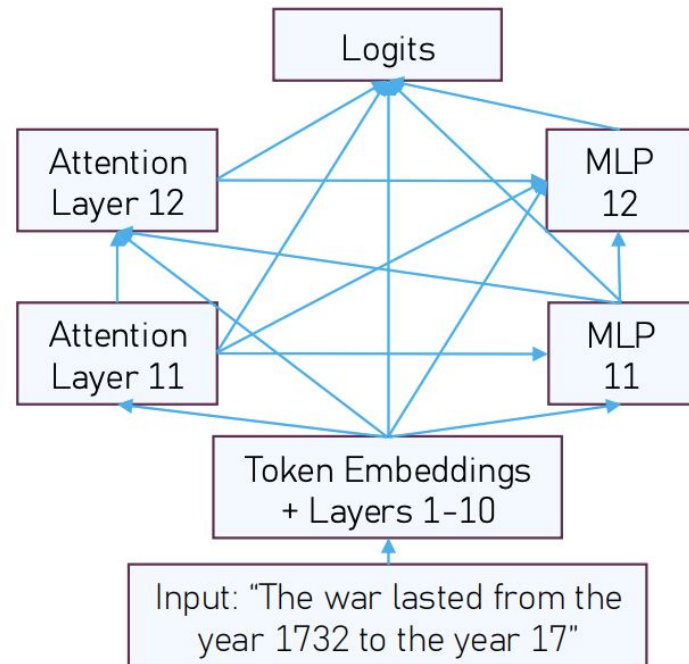 Logits
Attention
Layer 12
MLP
12
Attention
Layer 11
MLP
11
Token Embeddings
+ Layers 1-10
Input: “The war lasted from the
year 1732 to the year 17”